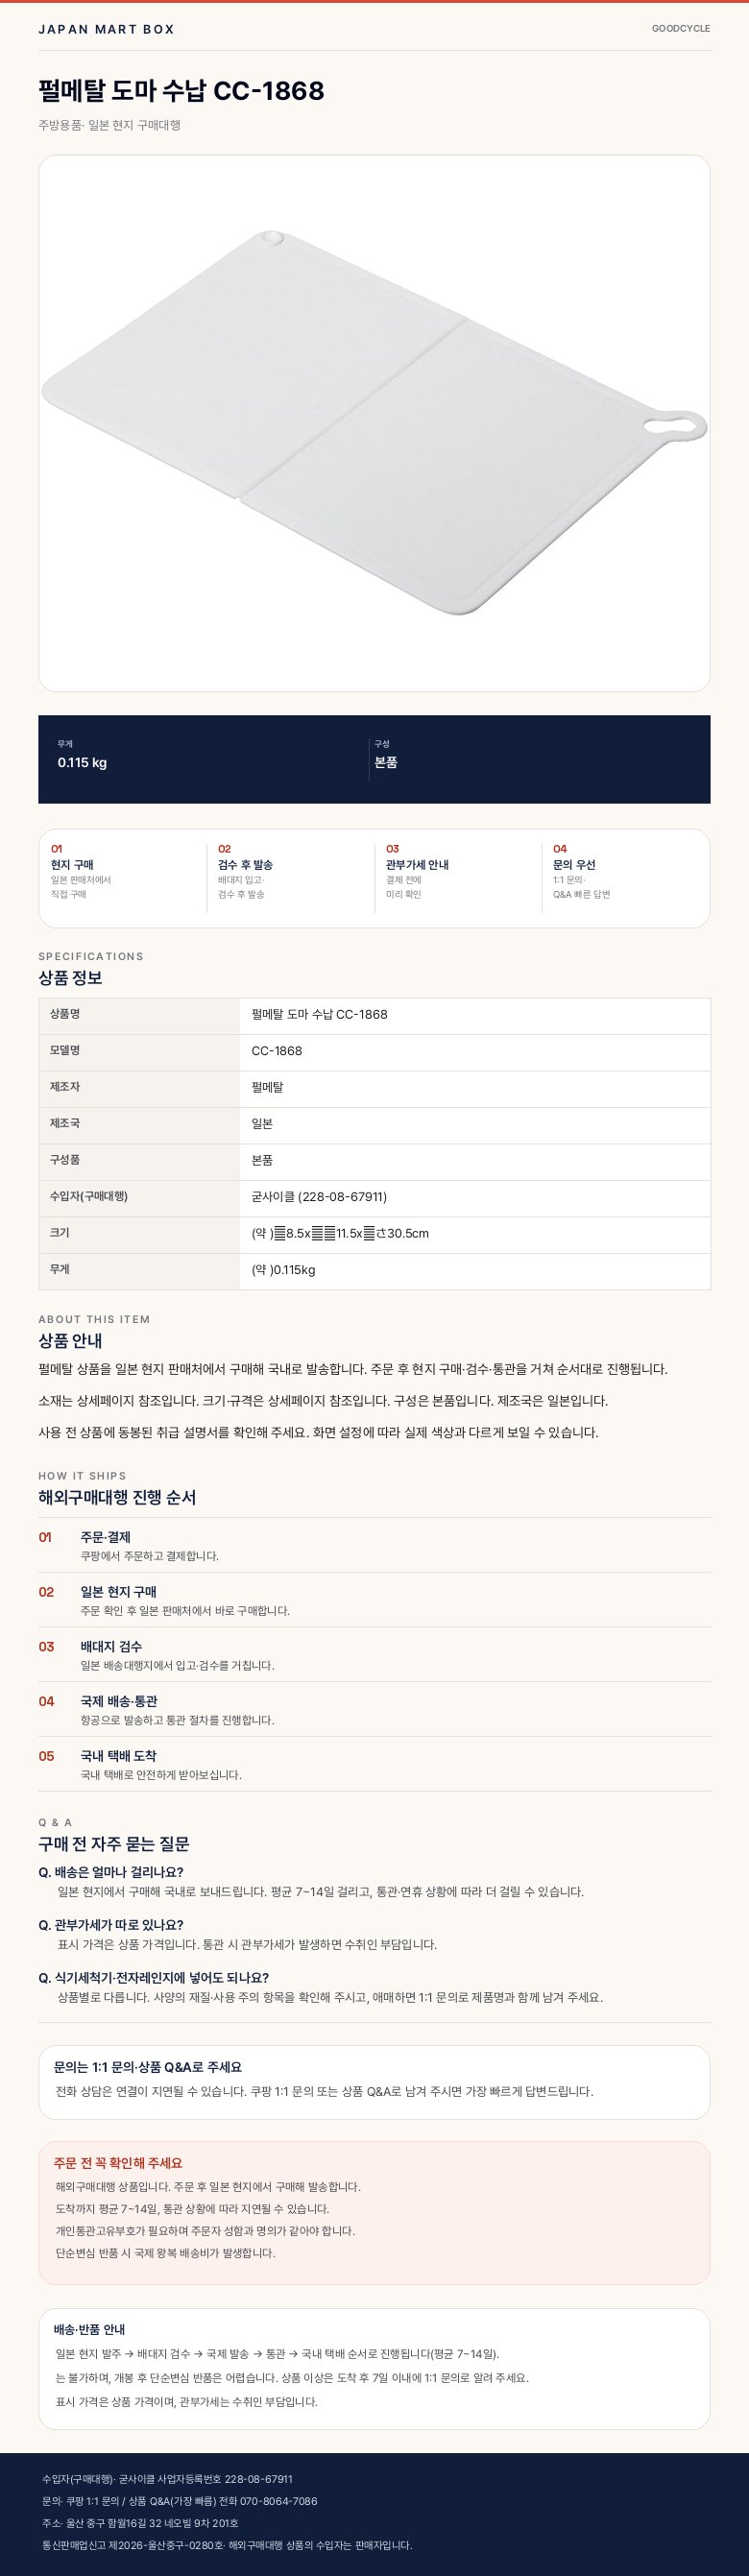 JAPAN MART BOX
GOODCYCLE
펄메탈 도마 수납 CC-1868
주방용품· 일본 현지 구매대행
무게
0.115 kg
구성
본품
01
현지 구매
일본 판매처에서
직접 구매
02
검수 후 발송
배대지 입고·
검수 후 발송
03
관부가세 안내
결제 전에
미리 확인
04
문의 우선
1:1 문의·
Q&A 빠른 답변
SPECIFICATIONS
상품 정보
상품명 펄메탈 도마 수납 CC-1868
모델명 CC-1868
제조자 펄메탈
제조국 일본
구성품 본품
수입자(구매대행) 굳사이클 (228-08-67911)
크기 (약 )8.5x11.5xさ30.5cm
무게 (약 )0.115kg
ABOUT THIS ITEM
상품 안내
펄메탈 상품을 일본 현지 판매처에서 구매해 국내로 발송합니다. 주문 후 현지 구매·검수·통관을 거쳐 순서대로 진행됩니다.
소재는 상세페이지 참조입니다. 크기·규격은 상세페이지 참조입니다. 구성은 본품입니다. 제조국은 일본입니다.
사용 전 상품에 동봉된 취급 설명서를 확인해 주세요. 화면 설정에 따라 실제 색상과 다르게 보일 수 있습니다.
HOW IT SHIPS
해외구매대행 진행 순서
01 주문·결제
쿠팡에서 주문하고 결제합니다.
02 일본 현지 구매
주문 확인 후 일본 판매처에서 바로 구매합니다.
03 배대지 검수
일본 배송대행지에서 입고·검수를 거칩니다.
04 국제 배송·통관
항공으로 발송하고 통관 절차를 진행합니다.
05 국내 택배 도착
국내 택배로 안전하게 받아보십니다.
Q & A
구매 전 자주 묻는 질문
Q. 배송은 얼마나 걸리나요?
일본 현지에서 구매해 국내로 보내드립니다. 평균 7~14일 걸리고, 통관·연휴 상황에 따라 더 걸릴 수 있습니다.
Q. 관부가세가 따로 있나요?
표시 가격은 상품 가격입니다. 통관 시 관부가세가 발생하면 수취인 부담입니다.
Q. 식기세척기·전자레인지에 넣어도 되나요?
상품별로 다릅니다. 사양의 재질·사용 주의 항목을 확인해 주시고, 애매하면 1:1 문의로 제품명과 함께 남겨 주세요.
문의는 1:1 문의·상품 Q&A로 주세요
전화 상담은 연결이 지연될 수 있습니다. 쿠팡 1:1 문의 또는 상품 Q&A로 남겨 주시면 가장 빠르게 답변드립니다.
주문 전 꼭 확인해 주세요
해외구매대행 상품입니다. 주문 후 일본 현지에서 구매해 발송합니다.
도착까지 평균 7~14일, 통관 상황에 따라 지연될 수 있습니다.
개인통관고유부호가 필요하며 주문자 성함과 명의가 같아야 합니다.
단순변심 반품 시 국제 왕복 배송비가 발생합니다.
배송·반품 안내
일본 현지 발주 → 배대지 검수 → 국제 발송 → 통관 → 국내 택배 순서로 진행됩니다(평균 7~14일).
는 불가하며, 개봉 후 단순변심 반품은 어렵습니다. 상품 이상은 도착 후 7일 이내에 1:1 문의로 알려 주세요.
표시 가격은 상품 가격이며, 관부가세는 수취인 부담입니다.
수입자(구매대행)· 굳사이클 사업자등록번호 228-08-67911
문의· 쿠팡 1:1 문의 / 상품 Q&A(가장 빠름) 전화 070-8064-7086
주소· 울산 중구 함월16길 32 네오빌 9차 201호
통신판매업신고 제2026-울산중구-0280호· 해외구매대행 상품의 수입자는 판매자입니다.